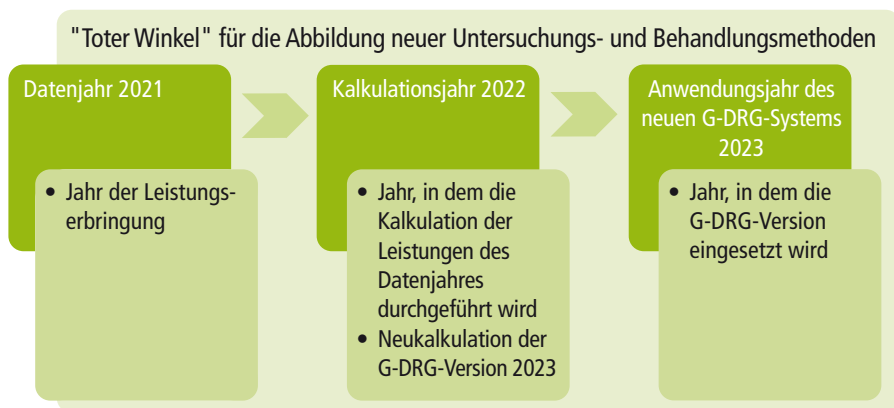 "Toter Winkel" für die Abbildung neuer Untersuchungs- und Behandlungsmethoden
Datenjahr 2021
• Jahr der Leistungs-
erbringung
Kalkulationsjahr 2022
• Jahr, in dem die
Kalkulation der
Leistungen des
Datenjahres
durchgeführt wird
• Neukalkulation der
G-DRG-Version 2023
Anwendungsjahr des
neuen G-DRG-Systems
2023
• Jahr, in dem die
G-DRG-Version
eingesetzt wird